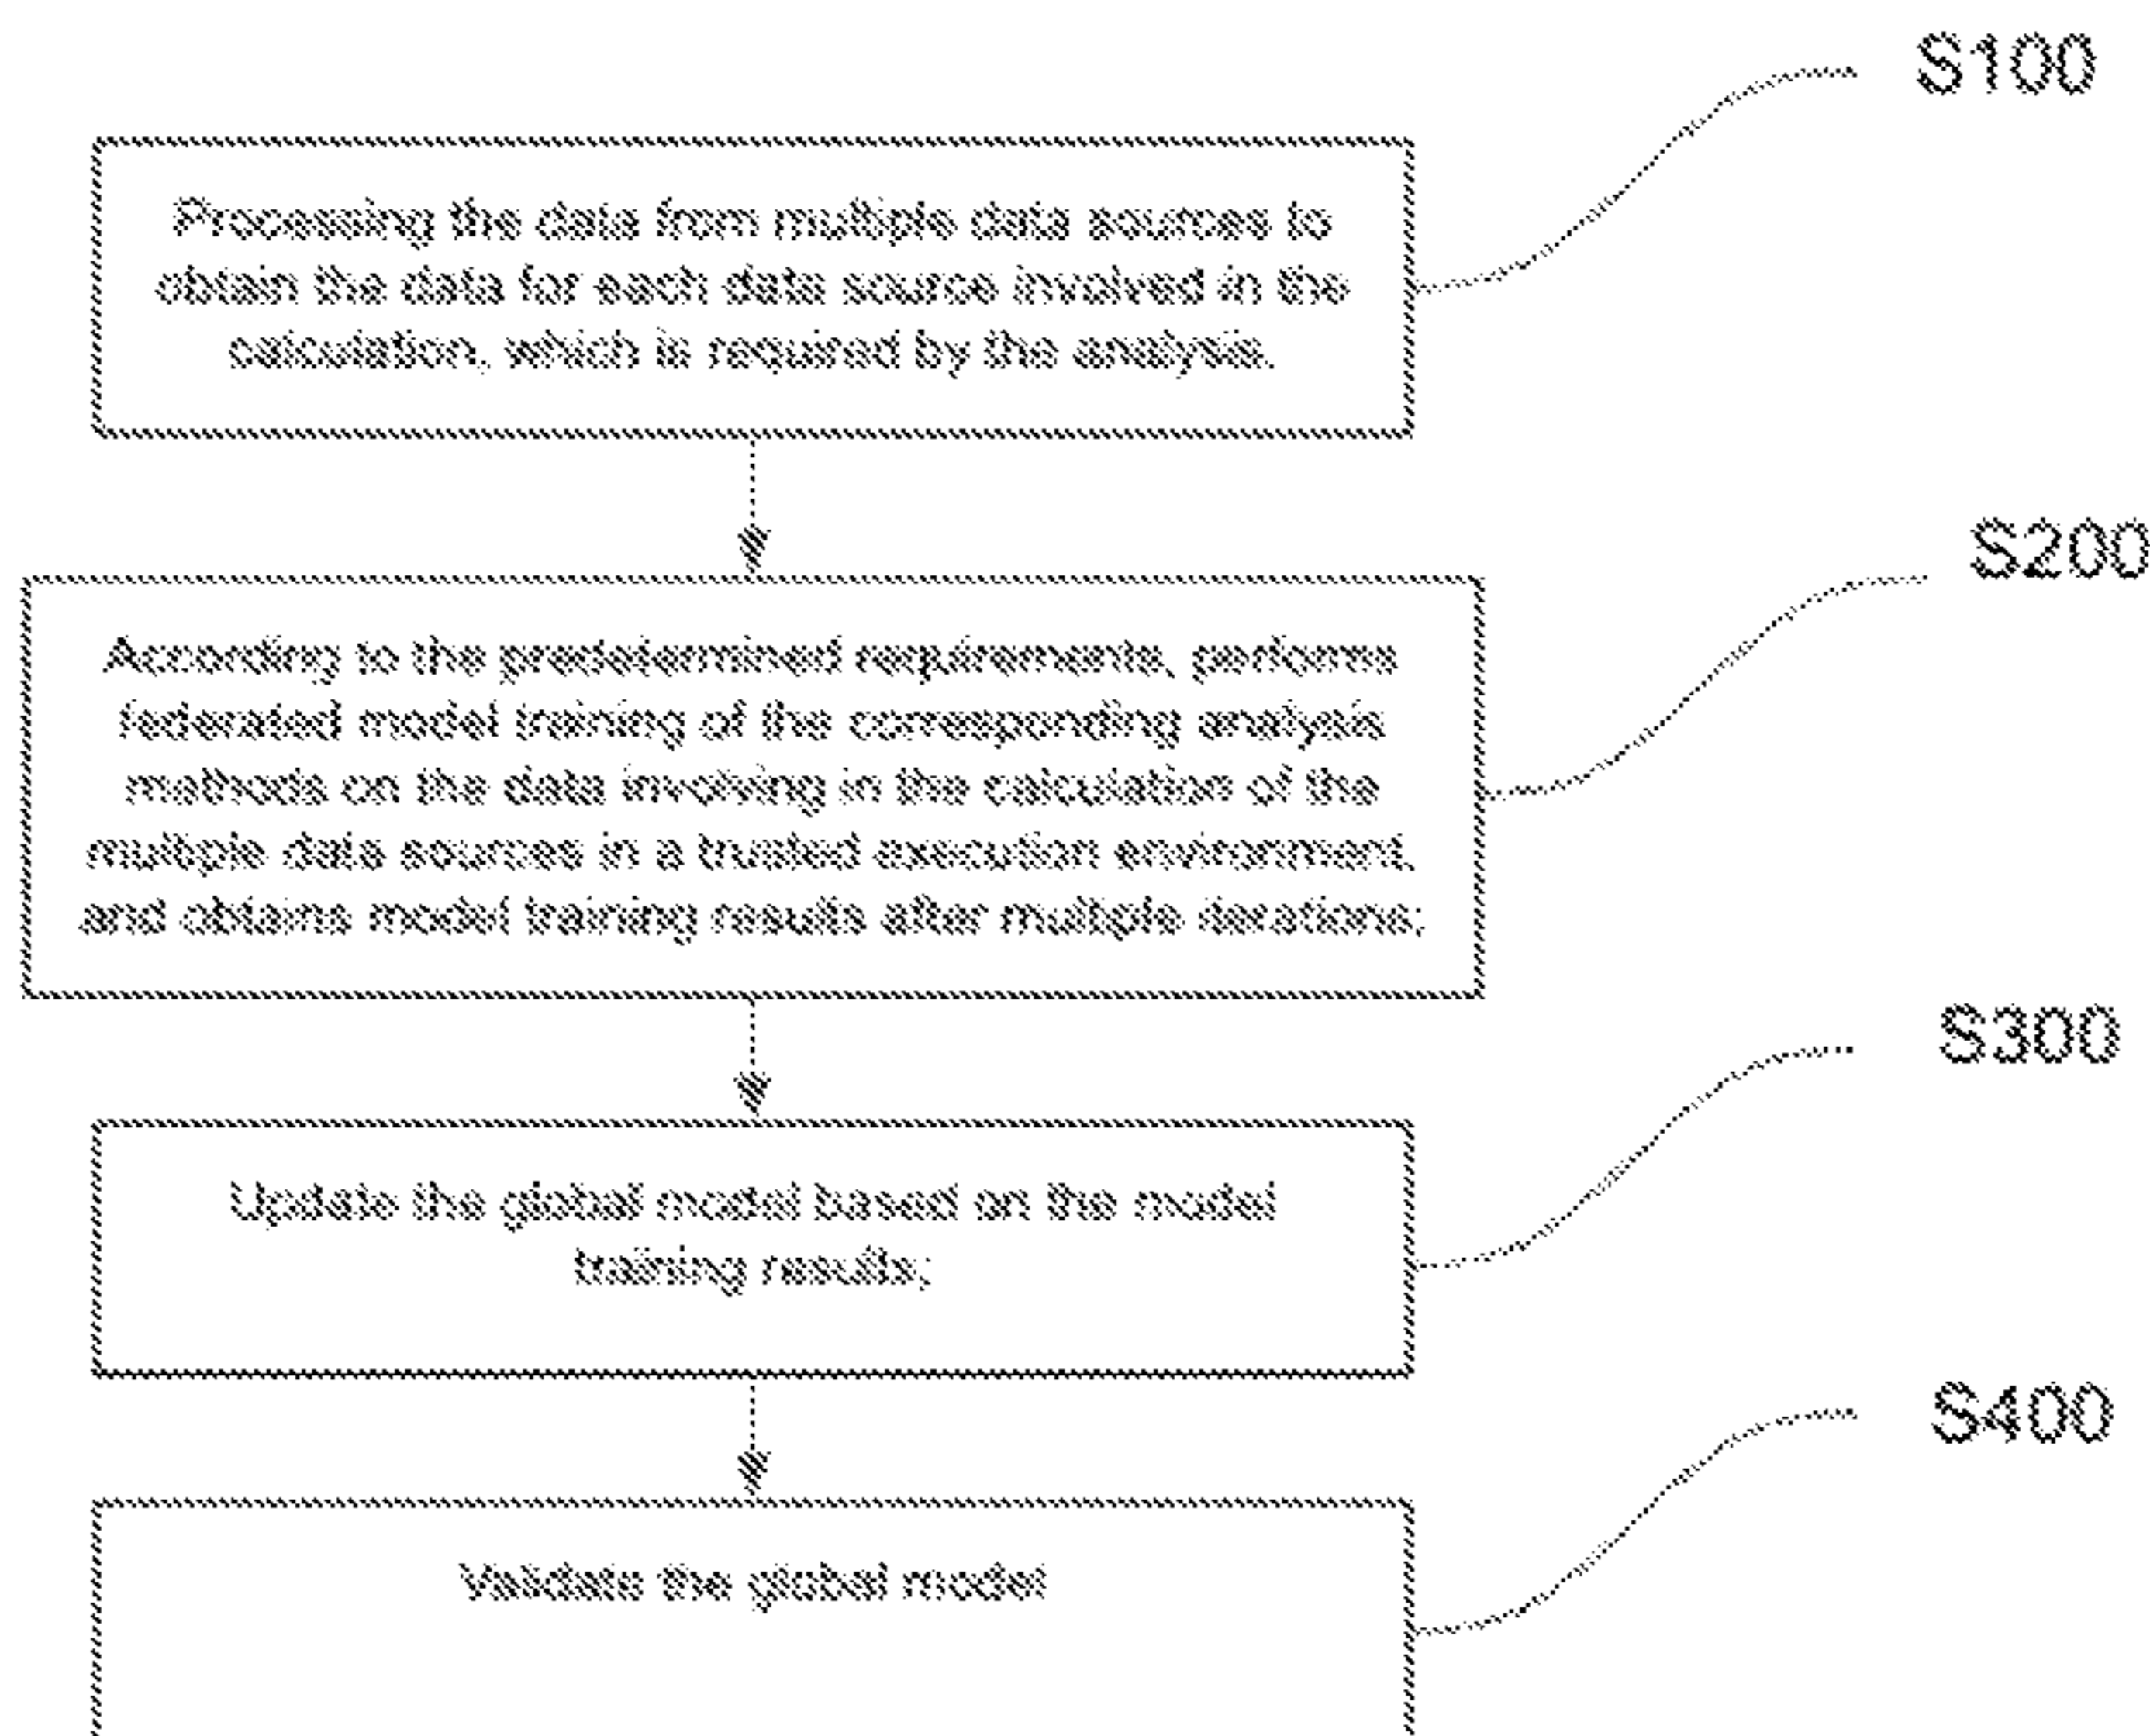 S100
Processing the data from multiple data sources to
obtain the data for each data source involved in the
calculation, which is required by the analysis.
S200
According to the predetermined requirements, performs
federated model training of the corresponding analysis
methods on the data involving in the calculation of the
multiple data sources in a trusted execution environment,
and obtains model training results after multiple iterations;
S300
Update the global model based on the model
training results;
S400
Validate the global model